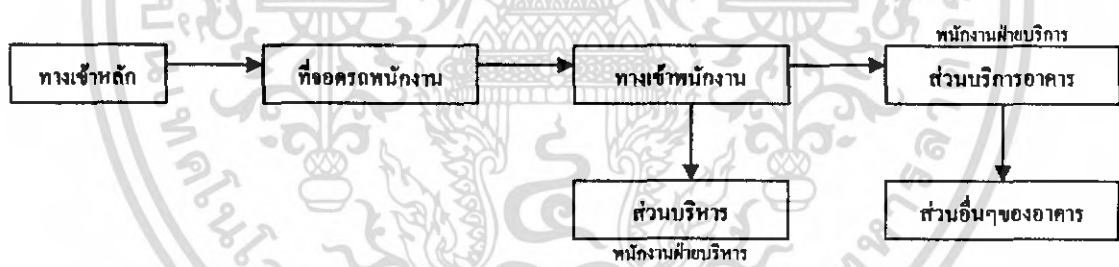 พนักงานฝ่ายบริการ
ทางเข้าหลัก
ที่จอดรถพนักงาน
ทางเข้าพนักงาน
ส่วนบริการอาคาร
ส่วนบริหาร
ส่วนอื่นๆของอาคาร
พนักงานฝ่ายบริหาร